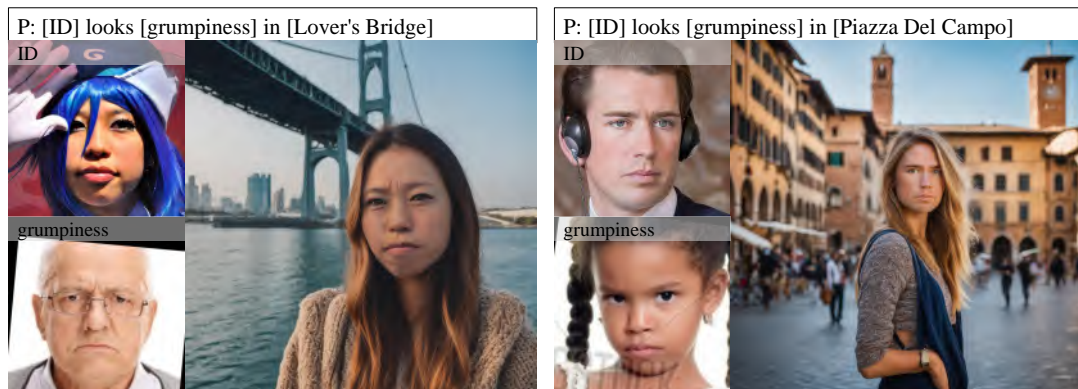 P: [ID] looks [grumpiness] in [Lover's Bridge]
ID
G
grumpiness
P: [ID] looks [grumpiness] in [Piazza Del Campo]
ID
grumpiness